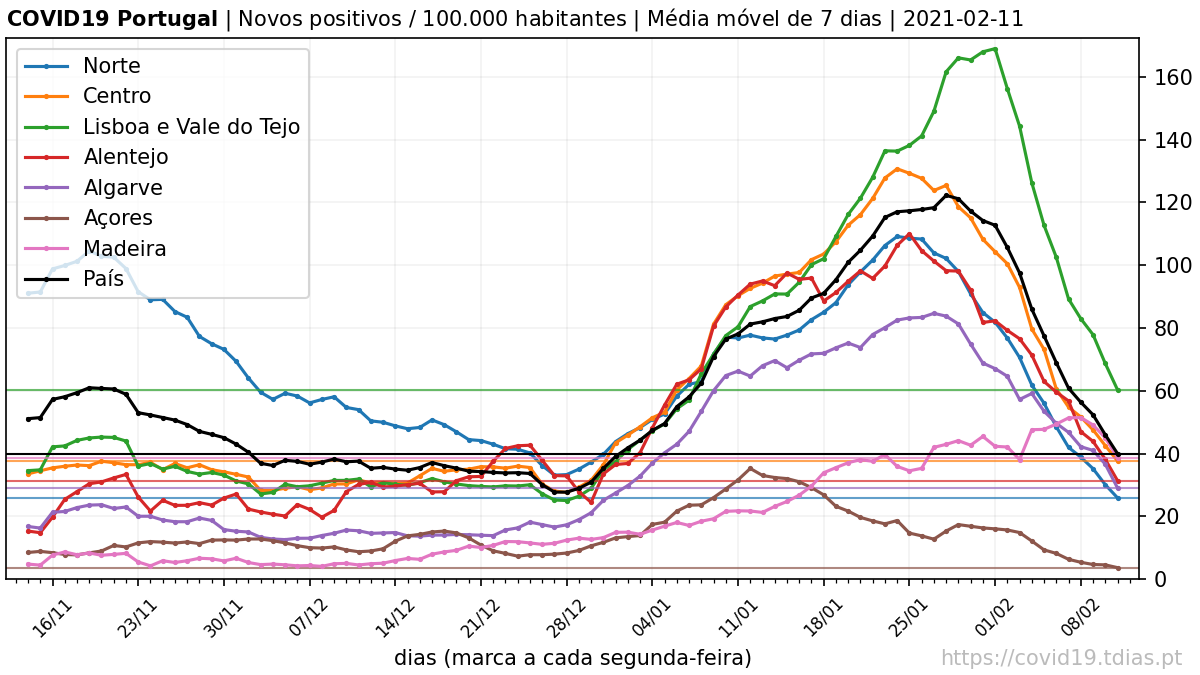 COVID19 Portugal | Novos positivos / 100.000 habitantes | Média móvel de 7 dias | 2021-02-11
Norte
Centro
Lisboa e Vale do Tejo
Alentejo
Algarve
Açores
Madeira
País
160
140
120
100
80
60
40
20
0
16/11 23/11 30/11 07/12 14/12 21/12 28/12 04/01 11/01 18/01 25/01 01/02 08/02
dias (marca a cada segunda-feira)
https://covid19.tdias.pt